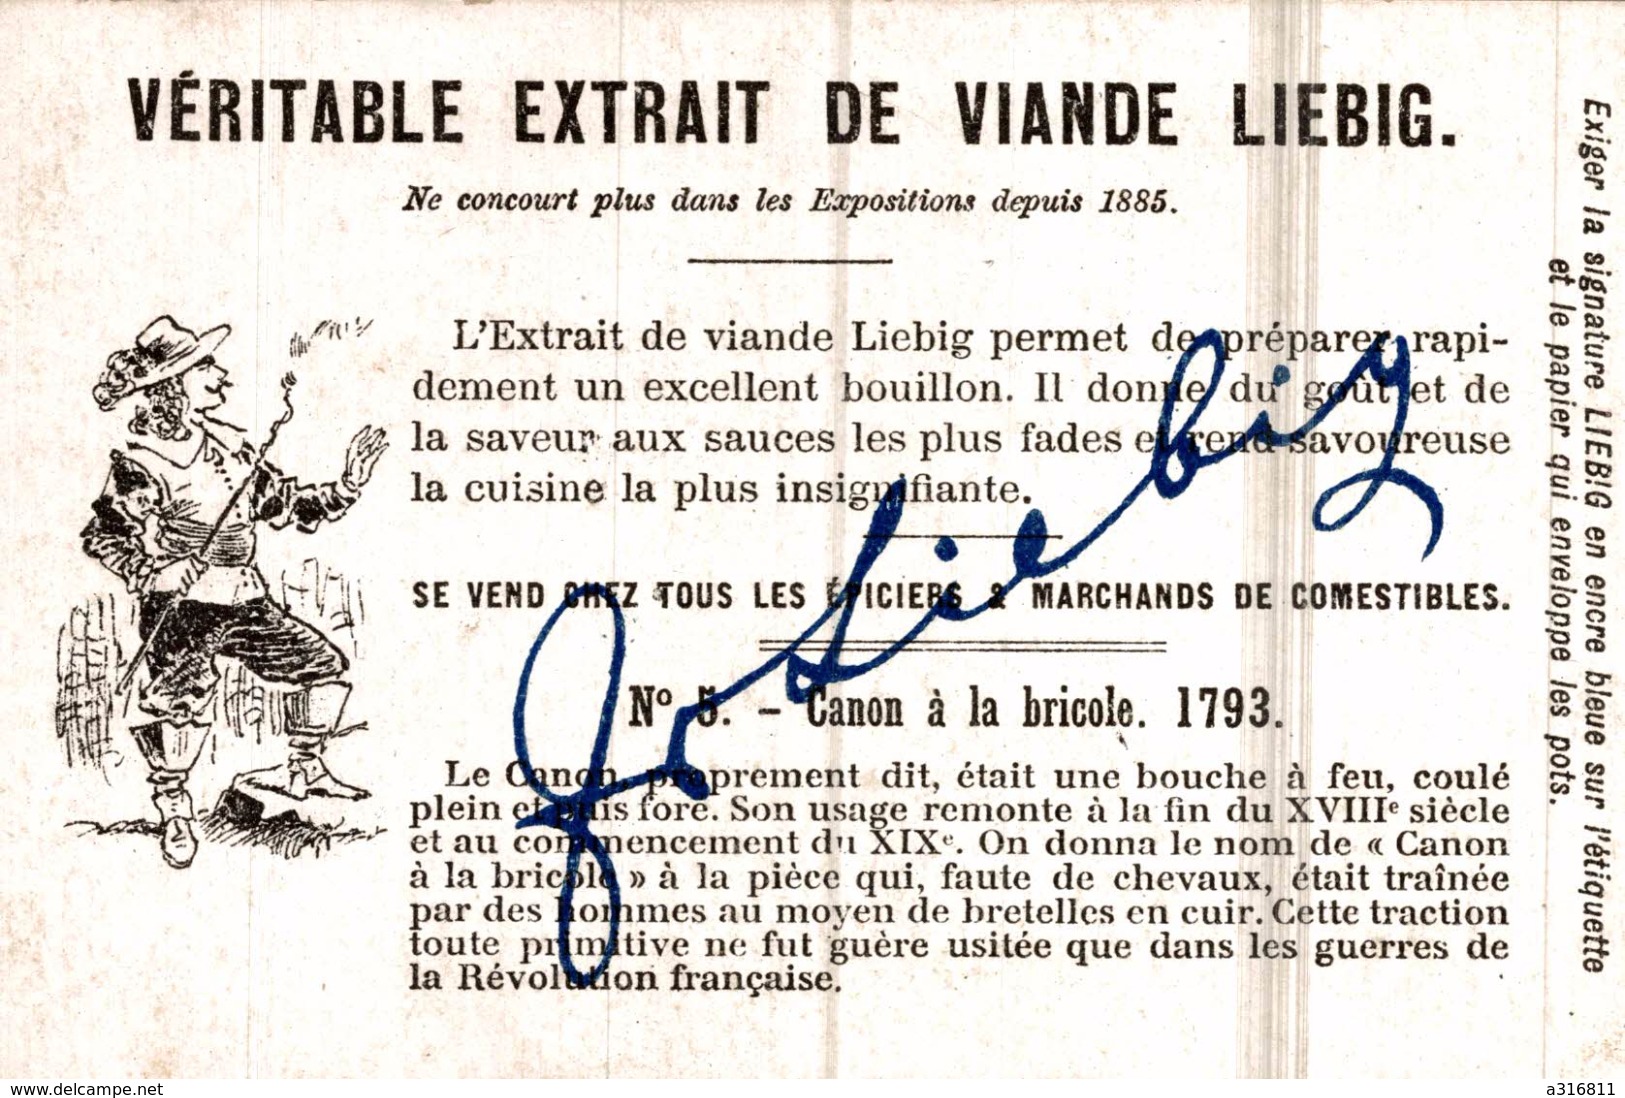 VÉRITABLE EXTRAIT DE VIANDE LIEBIG.
Ne concourt plus dans les Expositions depuis 1885.
L'Extrait de viande Liebig permet de préparer rapi-
dement un excellent bouillon. Il donne du goût et de
la saveur aux sauces les plus fades et rend savoureuse
la cuisine la plus insignifiante.
SE VEND CHEZ TOUS LES ÉPICIERS & MARCHANDS DE COMESTIBLES.
Nº 5. – Canon à la bricole. 1793.
Le Canon, proprement dit, était une bouche à feu, coulé
plein et puis foré. Son usage remonte à la fin du XVIIIe siècle
et au commencement du XIXe. On donna le nom de « Canon
à la bricole » à la pièce qui, faute de chevaux, était traînée
par des hommes au moyen de bretelles en cuir. Cette traction
toute primitive ne fut guère usitée que dans les guerres de
la Révolution française.
Exiger la signature LIEBIG en encre bleue sur l'étiquette
et le papier qui enveloppe les pots.
Liebig
www.delcampe.net
a316811